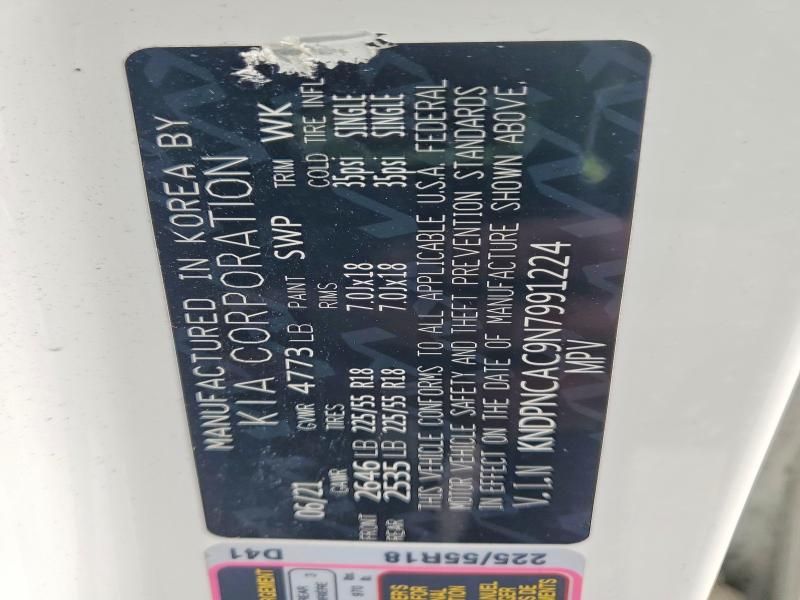 MANUFACTURED IN KOREA BY
KIA CORPORATION
06/21 GVWR 4773 LB PAINT SWP TRIM WK
GAWR TIRES RIMS COLD TIRE INFL
FRONT 2646 LB 225/55 R18 7.0Jx18 35psi SINGLE
REAR 2535 LB 225/55 R18 7.0Jx18 35psi SINGLE
THIS VEHICLE CONFORMS TO ALL APPLICABLE U.S.A. FEDERAL
MOTOR VEHICLE SAFETY AND THEFT PREVENTION STANDARDS
IN EFFECT ON THE DATE OF MANUFACTURE SHOWN ABOVE.
V.I.N KNDPNCAC9N7991224
MPV
D41
225/55R18
REAR 3
970